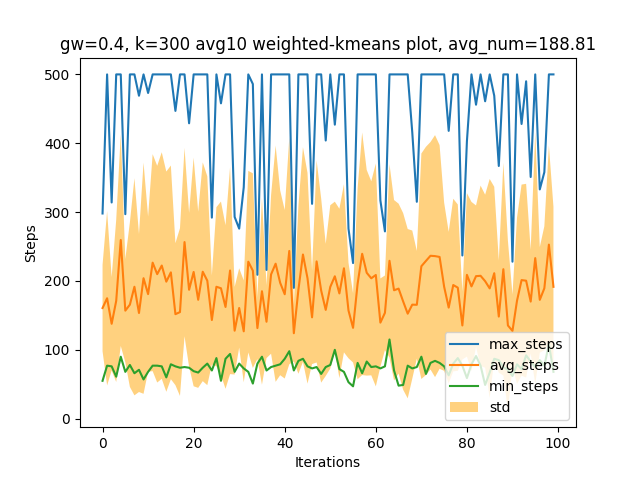 gw=0.4, k=300 avg10 weighted-kmeans plot, avg_num=188.81
500
400
300
200
100
0
Steps
0
20
40
60
80
100
Iterations
max_steps
avg_steps
min_steps
std